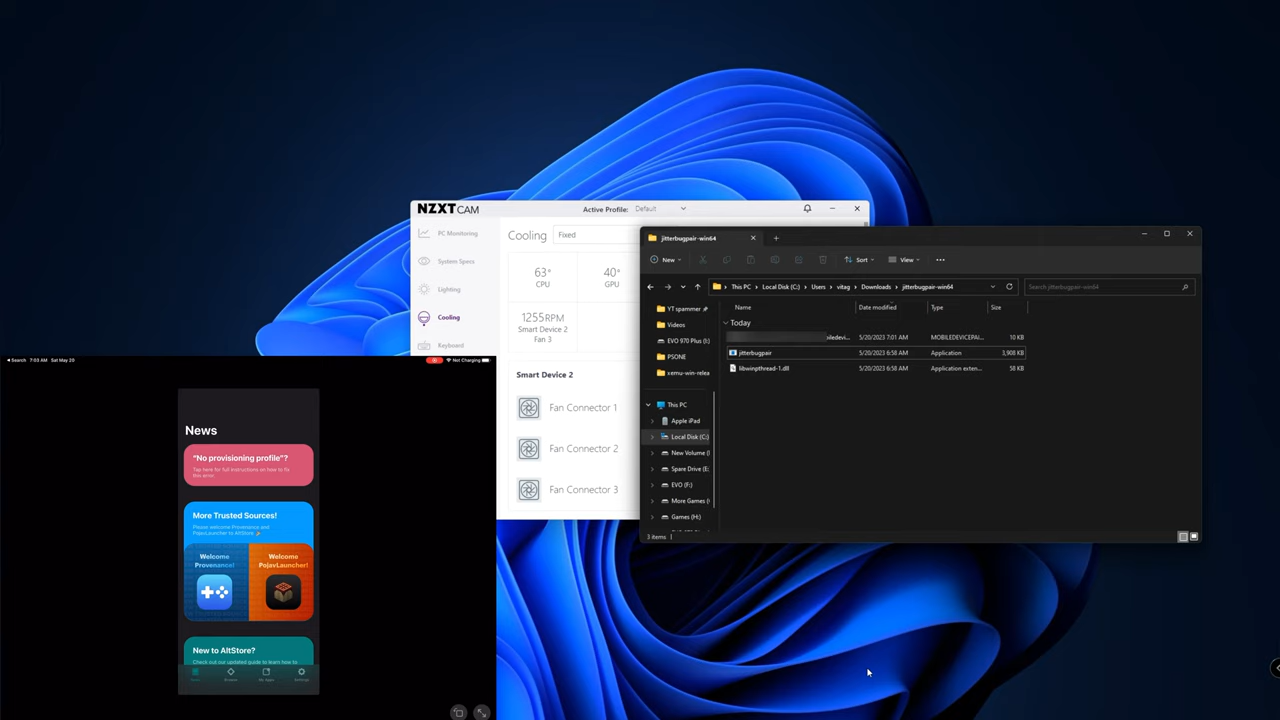 NZXT CAM
Active Profile:
Default
PC Monitoring
System Specs
Lighting
Cooling
Keyboard
Cooling
Fixed
63°
CPU
40°
GPU
1255RPM
Smart Device 2
Fan 3
Smart Device 2
Fan Connector 1
Fan Connector 2
Fan Connector 3
jitterbugpair-win64
New
Sort
View
This PC
Local Disk (C:)
Users
vitag
Downloads
jitterbugpair-win64
Search jitterbugpair-win64
YT spammer
Videos
EVO 970 Plus (I:)
PSONE
xemu-win-relea
This PC
Apple iPad
Local Disk (C:)
New Volume (
Spare Drive (E:
EVO (F:)
More Games (
Games (H:)
Name
Date modified
Type
Size
Today
5/20/2023 7:01 AM
MOBILEDEVICEPAI...
10 KB
jitterbugpair
5/20/2023 6:58 AM
Application
3,908 KB
libwinpthread-1.dll
5/20/2023 6:58 AM
Application exten...
58 KB
3 items
Search 7:03 AM Sat May 20
Not Charging
News
"No provisioning profile"?
Tap here for full instructions on how to fix
this error.
More Trusted Sources!
Please welcome Provenance and
PojavLauncher to AltStore
Welcome
Provenance!
Welcome
PojavLauncher!
New to AltStore?
Check out our updated guide to learn how to
News
Browse
My Apps
Settings